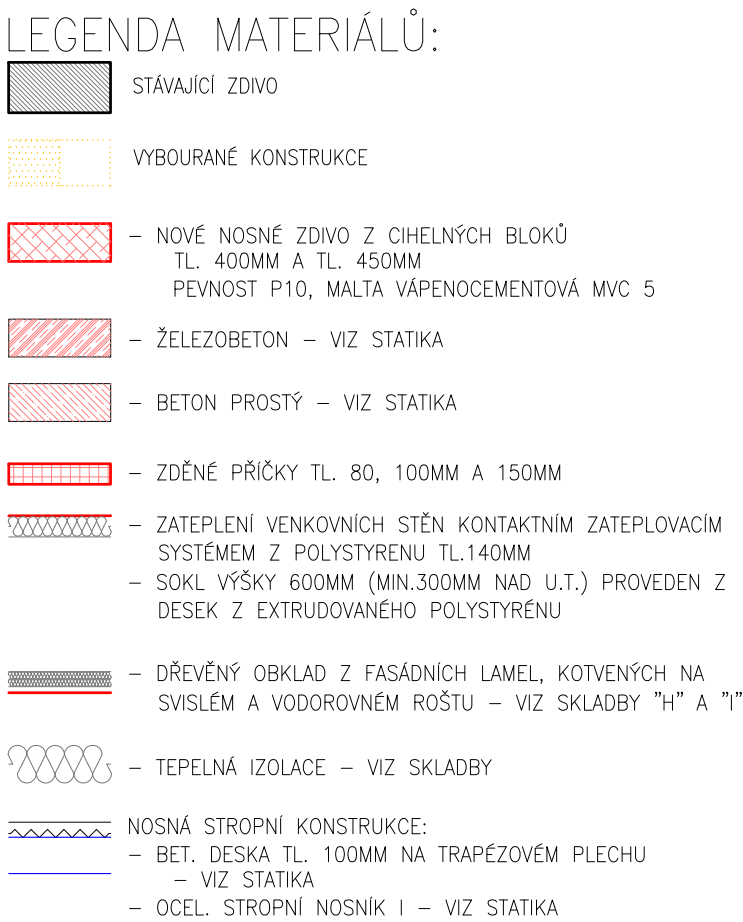 LEGENDA MATERIÁLŮ:
STÁVAJÍCÍ ZDIVO
VYBOURANÉ KONSTRUKCE
– NOVÉ NOSNÉ ZDIVO Z CIHELNÝCH BLOKŮ
TL. 400MM A TL. 450MM
PEVNOST P10, MALTA VÁPENOCEMENTOVÁ MVC 5
– ŽELEZOBETON – VIZ STATIKA
– BETON PROSTÝ – VIZ STATIKA
– ZDĚNÉ PŘÍČKY TL. 80, 100MM A 150MM
– ZATEPLENÍ VENKOVNÍCH STĚN KONTAKTNÍM ZATEPLOVACÍM
SYSTÉMEM Z POLYSTYRENU TL.140MM
– SOKL VÝŠKY 600MM (MIN.300MM NAD U.T.) PROVEDEN Z
DESEK Z EXTRUDOVANÉHO POLYSTYRÉNU
– DŘEVĚNÝ OBKLAD Z FASÁDNÍCH LAMEL, KOTVENÝCH NA
SVISLÉM A VODOROVNÉM ROŠTU – VIZ SKLADBY "H" A "I"
– TEPELNÁ IZOLACE – VIZ SKLADBY
NOSNÁ STROPNÍ KONSTRUKCE:
– BET. DESKA TL. 100MM NA TRAPÉZOVÉM PLECHU
– VIZ STATIKA
– OCEL. STROPNÍ NOSNÍK I – VIZ STATIKA